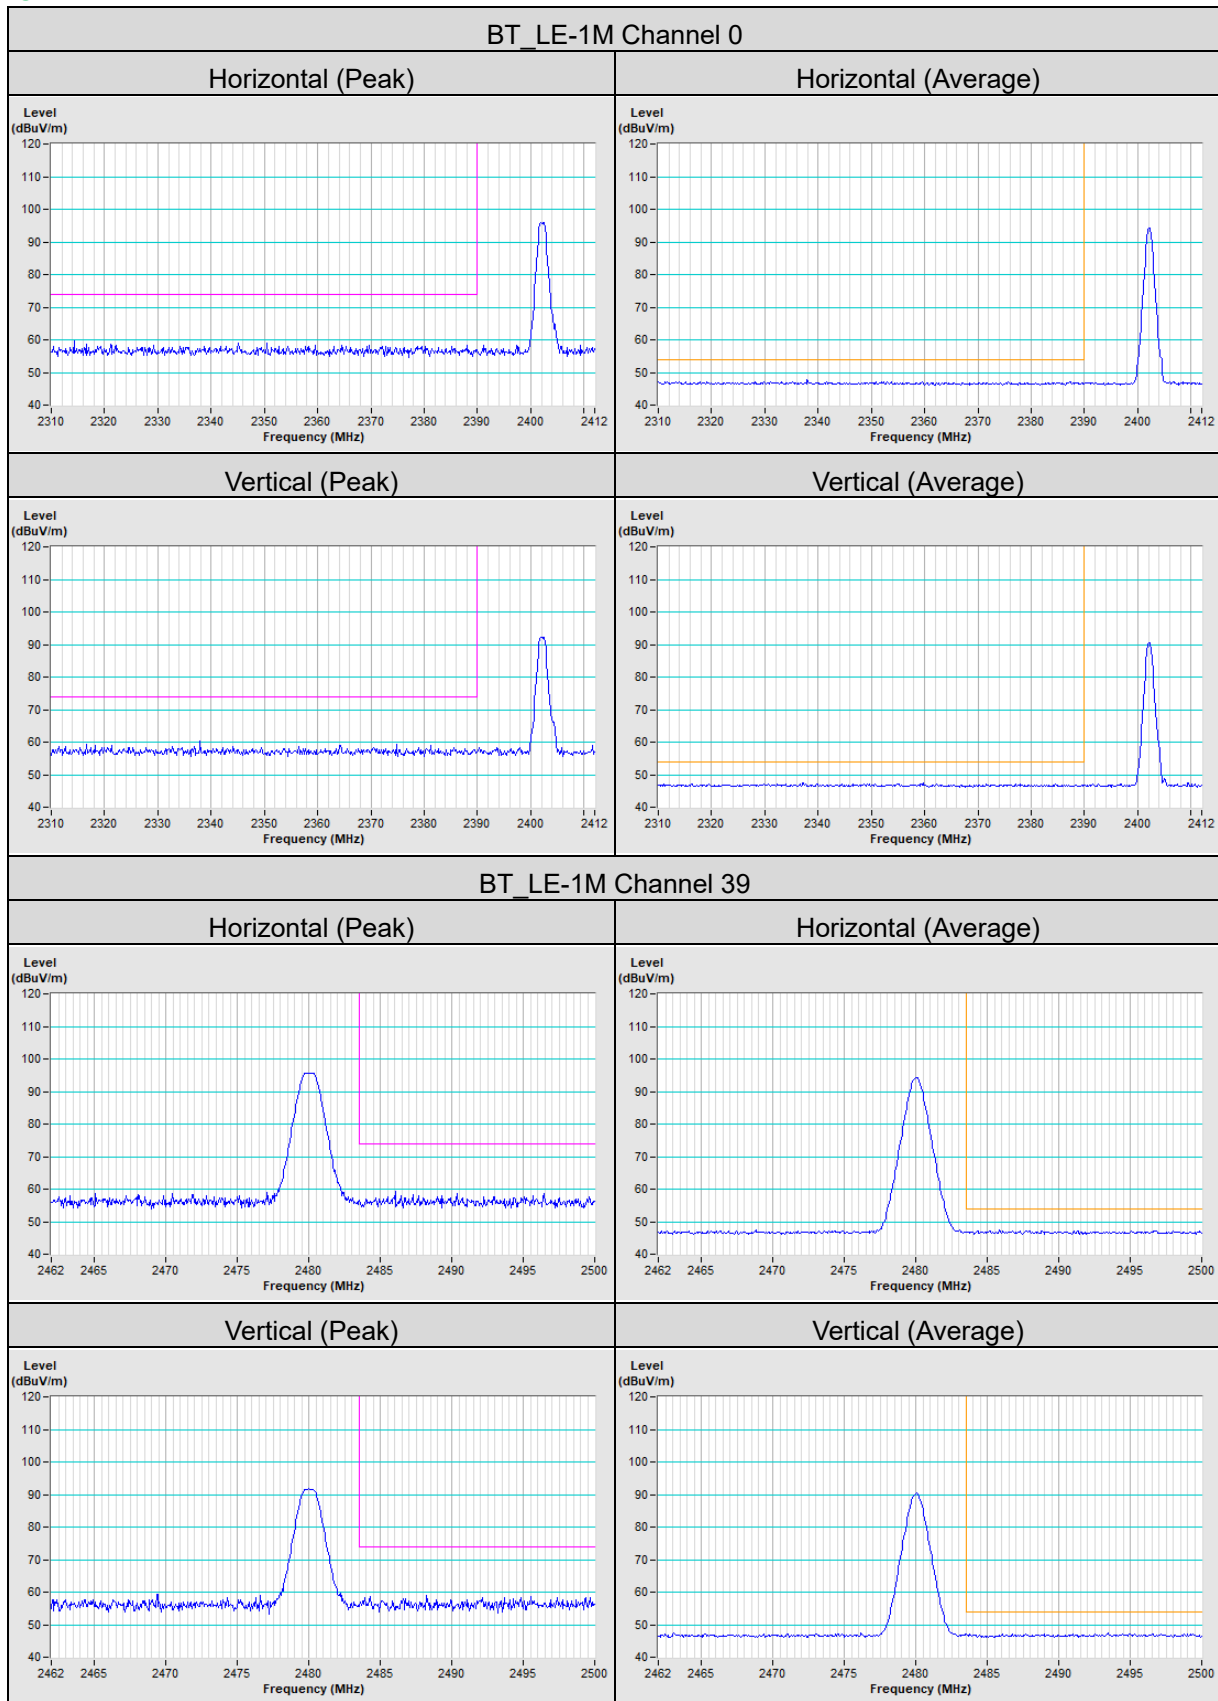 BT_LE-1M Channel 0
Horizontal (Peak) Horizontal (Average)
Level Level
(dBuV/m) (dBuV/m)
120 120
110 110
100 100
90 90
80 80
70 70
60 60
50 50
40 40
2310 2320 2330 2340 2350 2360 2370 2380 2390 2400 2412 2310 2320 2330 2340 2350 2360 2370 2380 2390 2400 2412
Frequency (MHz) Frequency (MHz)
Vertical (Peak) Vertical (Average)
Level Level
(dBuV/m) (dBuV/m)
120 120
110 110
100 100
90 90
80 80
70 70
60 60
50 50
40 40
2310 2320 2330 2340 2350 2360 2370 2380 2390 2400 2412 2310 2320 2330 2340 2350 2360 2370 2380 2390 2400 2412
Frequency (MHz) Frequency (MHz)
BT_LE-1M Channel 39
Horizontal (Peak) Horizontal (Average)
Level Level
(dBuV/m) (dBuV/m)
120 120
110 110
100 100
90 90
80 80
70 70
60 60
50 50
40 40
2462 2465 2470 2475 2480 2485 2490 2495 2500 2462 2465 2470 2475 2480 2485 2490 2495 2500
Frequency (MHz) Frequency (MHz)
Vertical (Peak) Vertical (Average)
Level Level
(dBuV/m) (dBuV/m)
120 120
110 110
100 100
90 90
80 80
70 70
60 60
50 50
40 40
2462 2465 2470 2475 2480 2485 2490 2495 2500 2462 2465 2470 2475 2480 2485 2490 2495 2500
Frequency (MHz) Frequency (MHz)